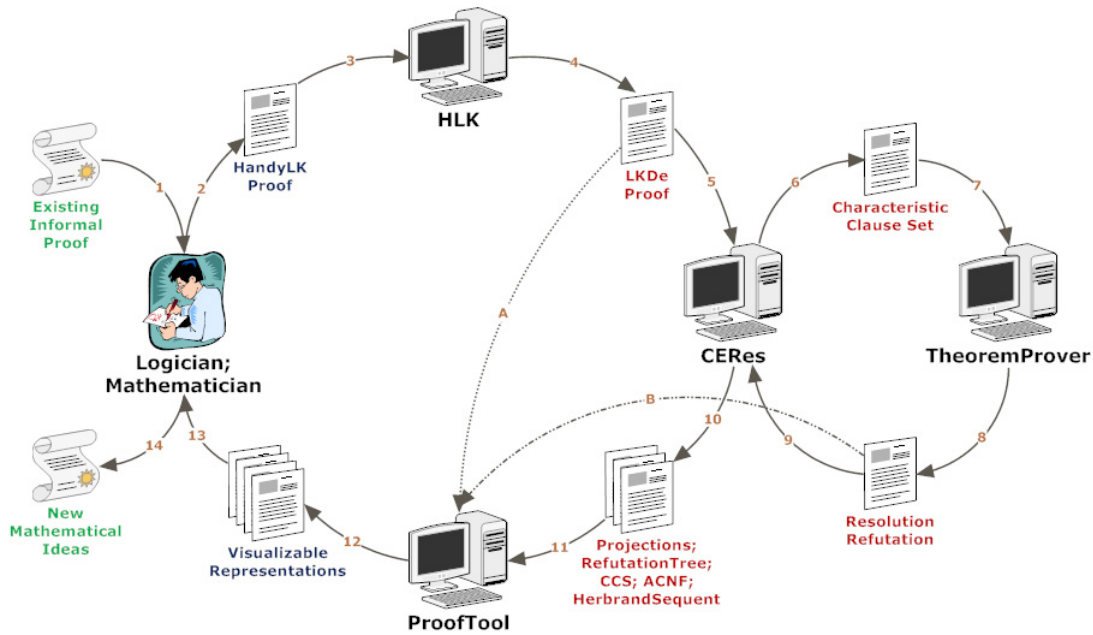 3
4
HLK
HandyLK
Proof
LKDe
Proof
1
2
5
6
7
Existing
Informal
Proof
Characteristic
Clause Set
A
Logician;
Mathematician
CERes
TheoremProver
B
10
9
8
14
13
New
Mathematical
Ideas
Visualizable
Representations
12
11
ProofTool
Projections;
RefutationTree;
CCS; ACNF;
HerbrandSequent
Resolution
Refutation